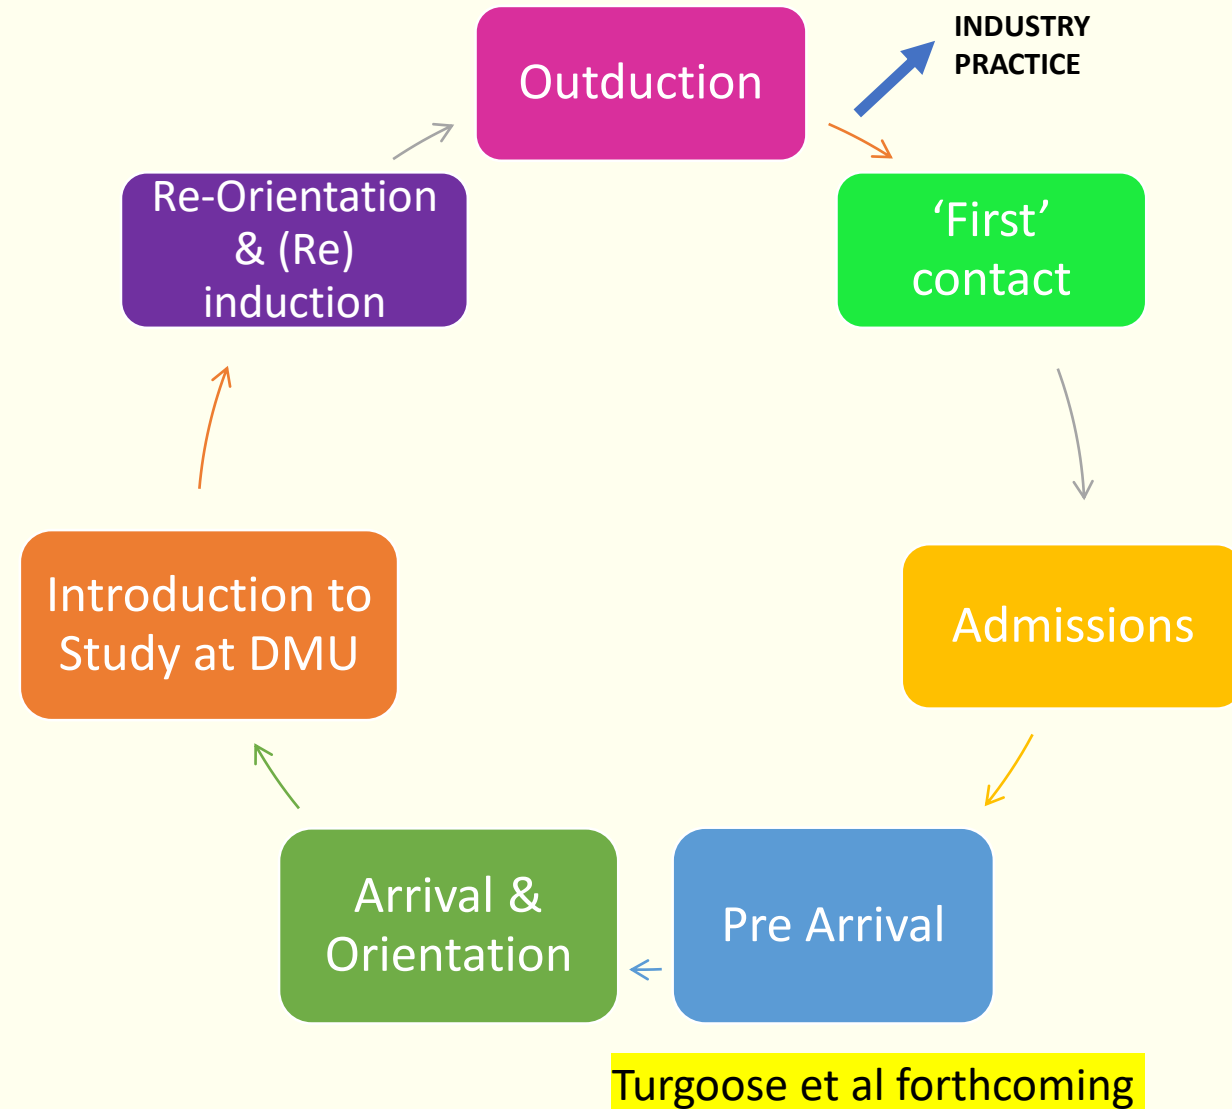 Outduction
INDUSTRY
PRACTICE
‘First’
contact
Admissions
Pre Arrival
Arrival &
Orientation
Introduction to
Study at DMU
Re-Orientation
& (Re)
induction
Turgoose et al forthcoming